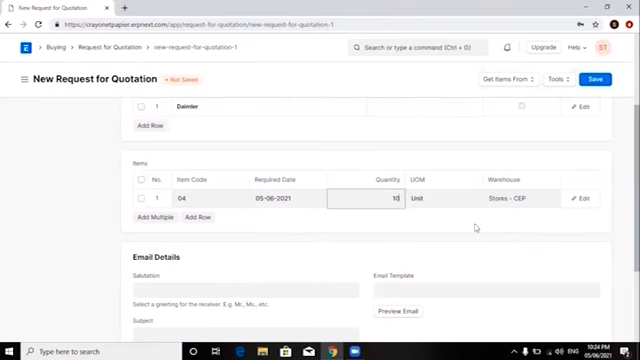 New Request for Quotation
https://crayonetpapier.erpnext.com/app/request-for-quotation/new-request-for-quotation-1
E
Buying
Request for Quotation
new-request-for-quotation-1
Search or type a command (Ctrl + G)
Upgrade
Help
ST
New Request for Quotation
Not Saved
Get Items From
Tools
Save
1 Daimler Edit
Add Row
Items
No. Item Code Required Date Quantity UOM Warehouse
1 04 05-06-2021 10 Unit Stores - CEP Edit
Add Multiple Add Row
Email Details
Salutation
Email Template
Select a greeting for the receiver. E.g. Mr., Ms., etc.
Preview Email
Subject
Type here to search
10:24 PM
05/06/2021